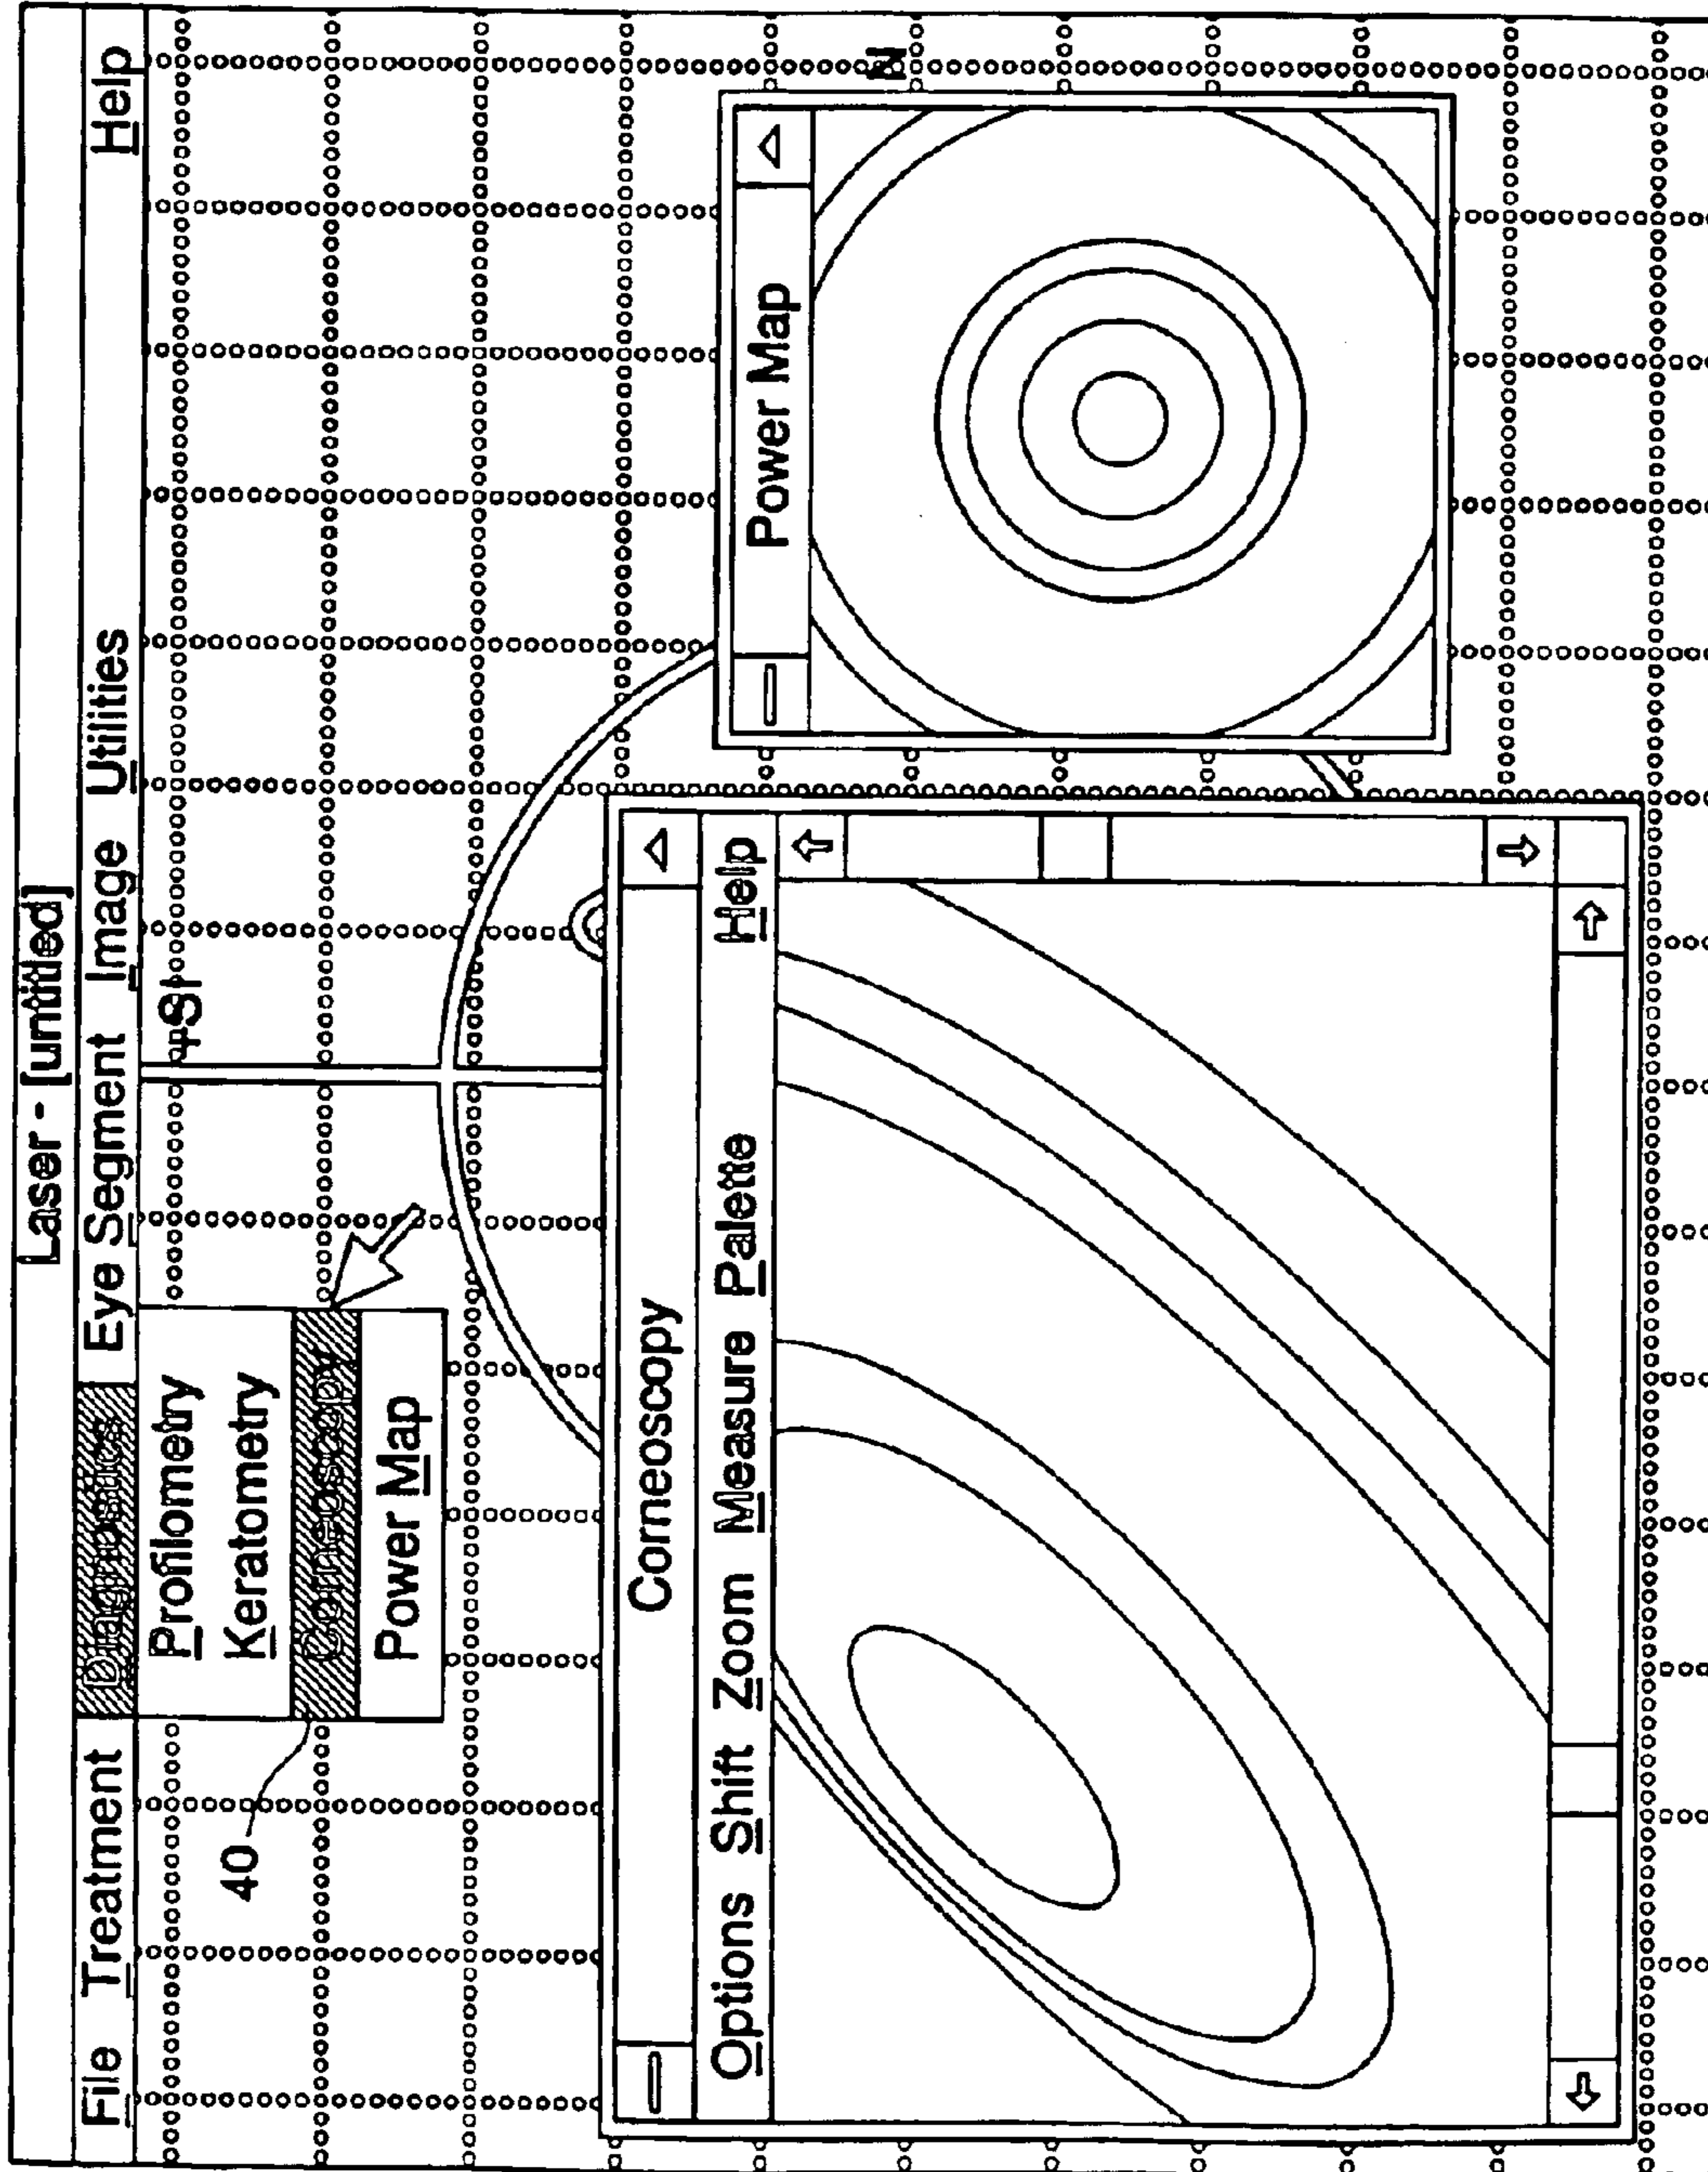 Laser - [untitled]
File Treatment Diagnostics Eye Segment Image Utilities Help
Profilometry
Keratometry
Corneoscopy
Power Map
40
+SI
N
Corneoscopy
Options Shift Zoom Measure Palette Help
Power Map